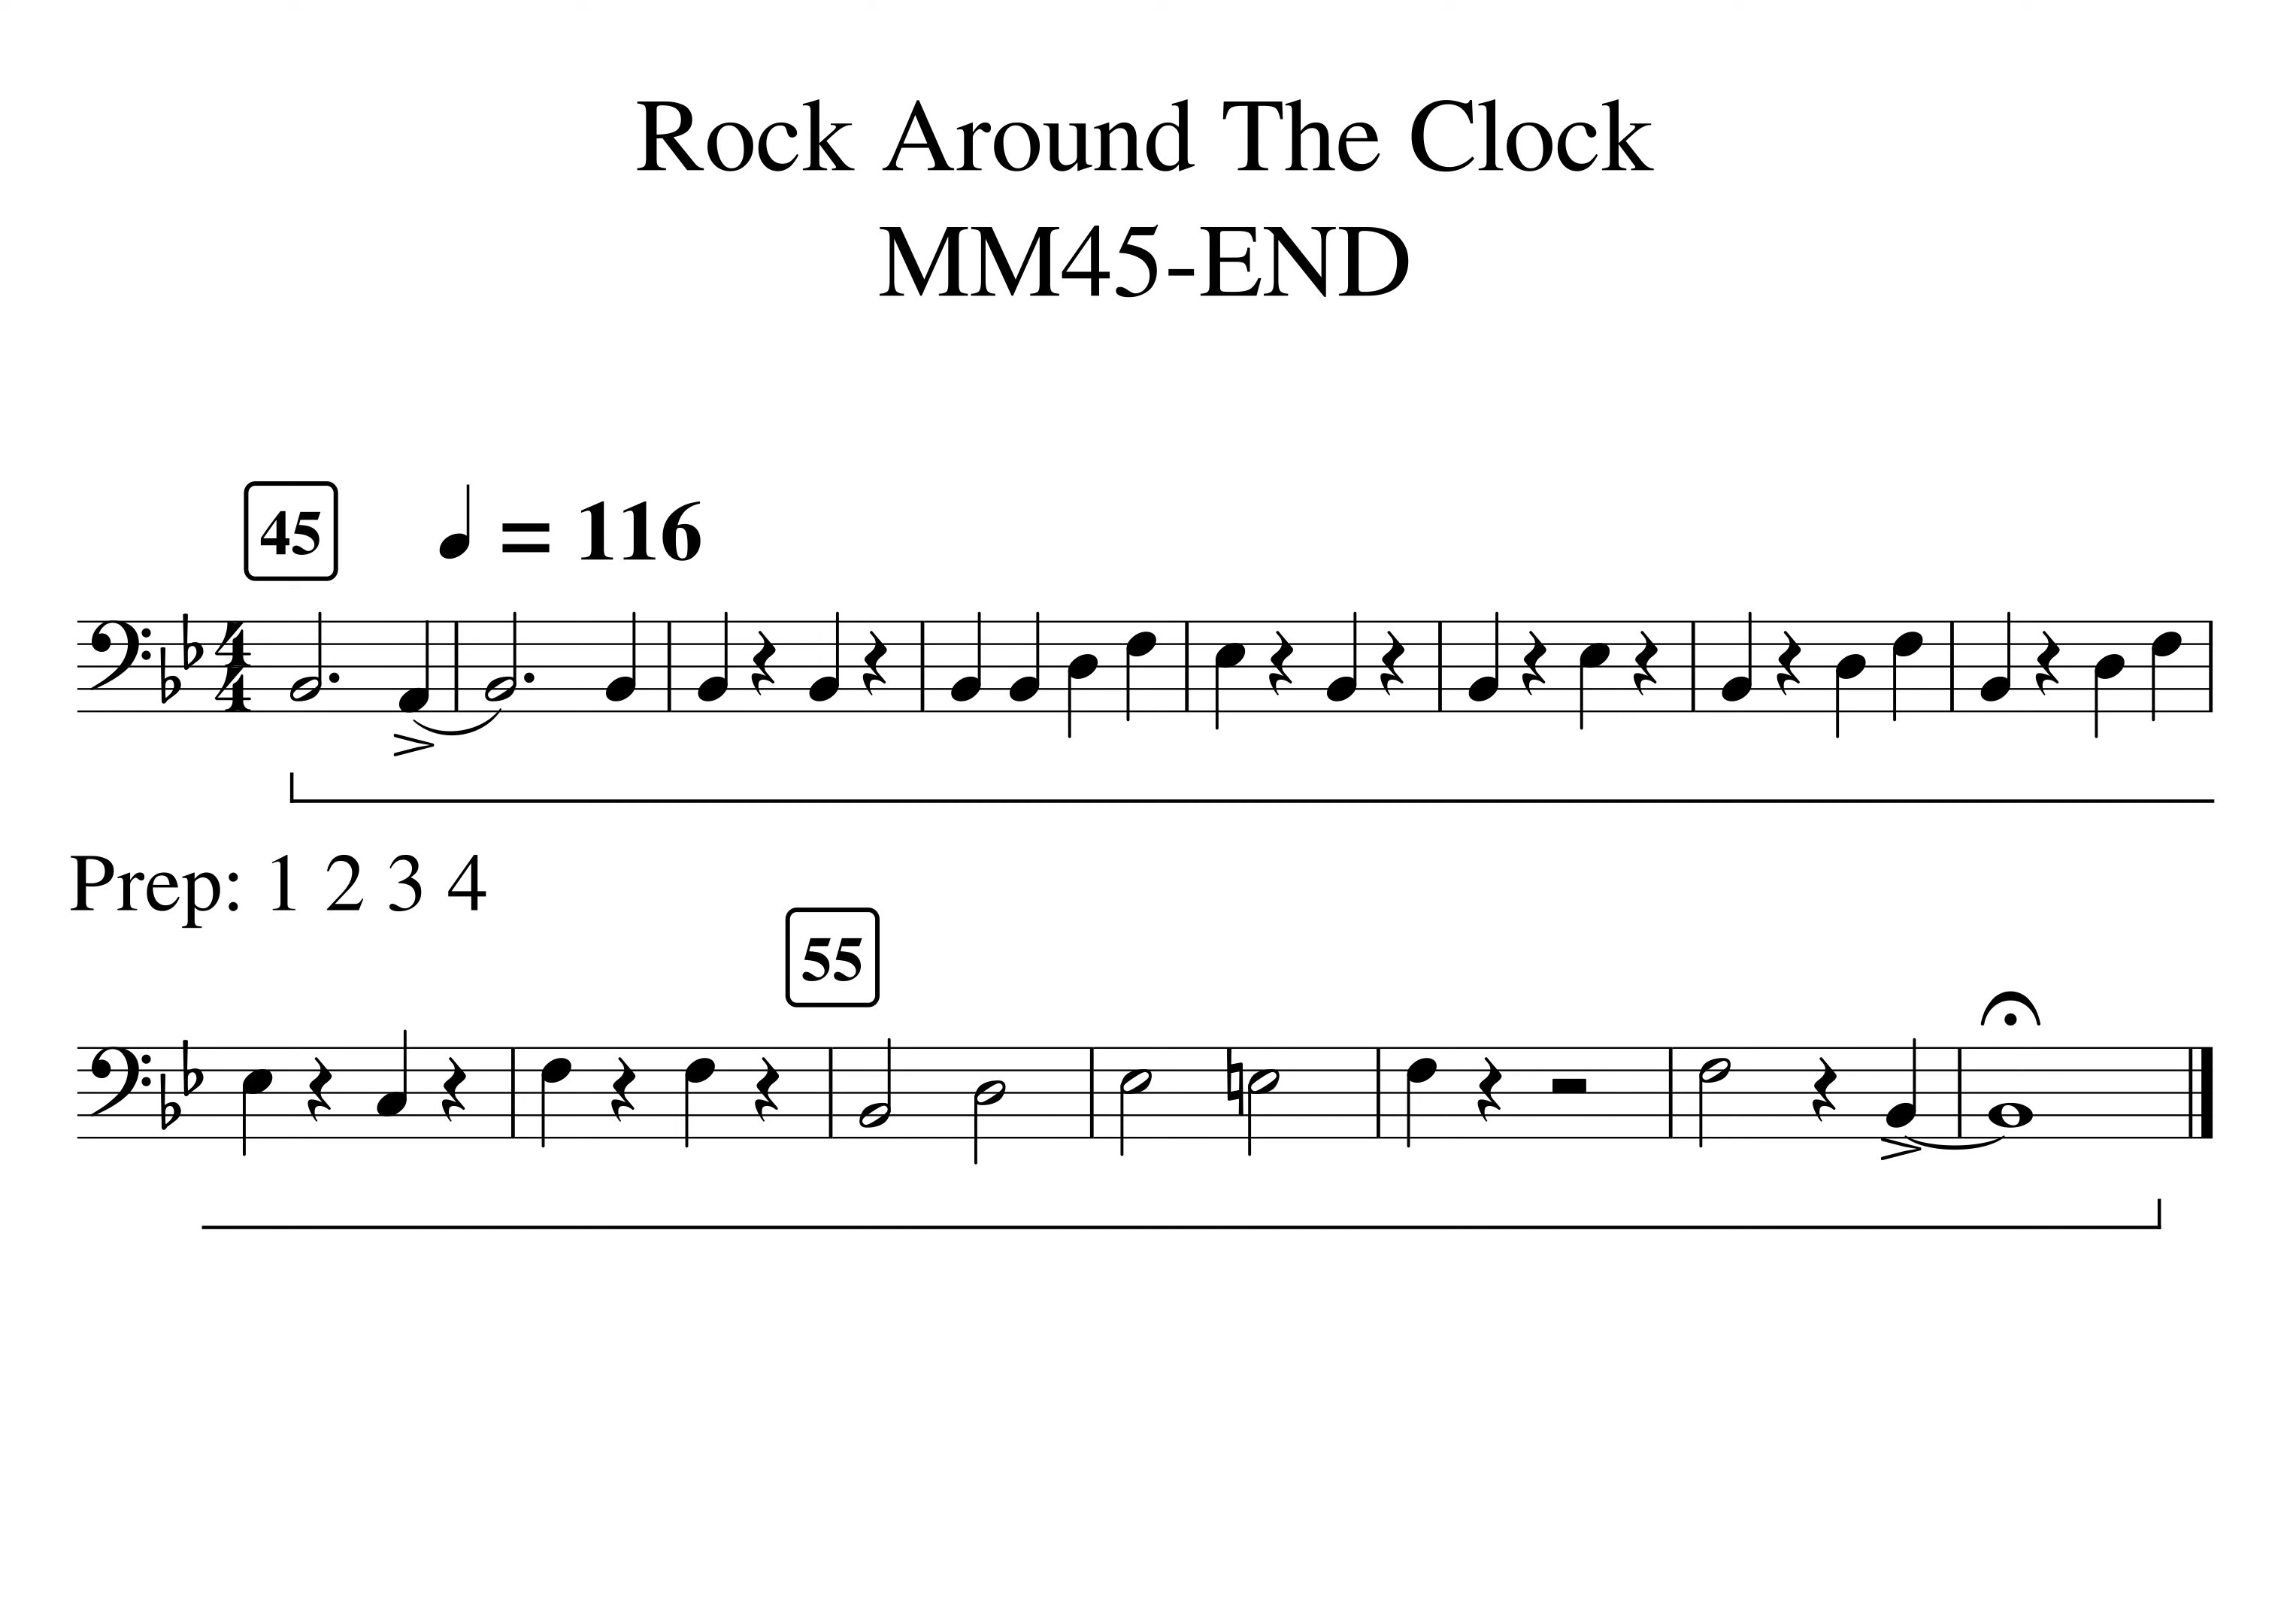 Rock Around The Clock
MM45-END
45 ♩ = 116
Prep: 1 2 3 4
55